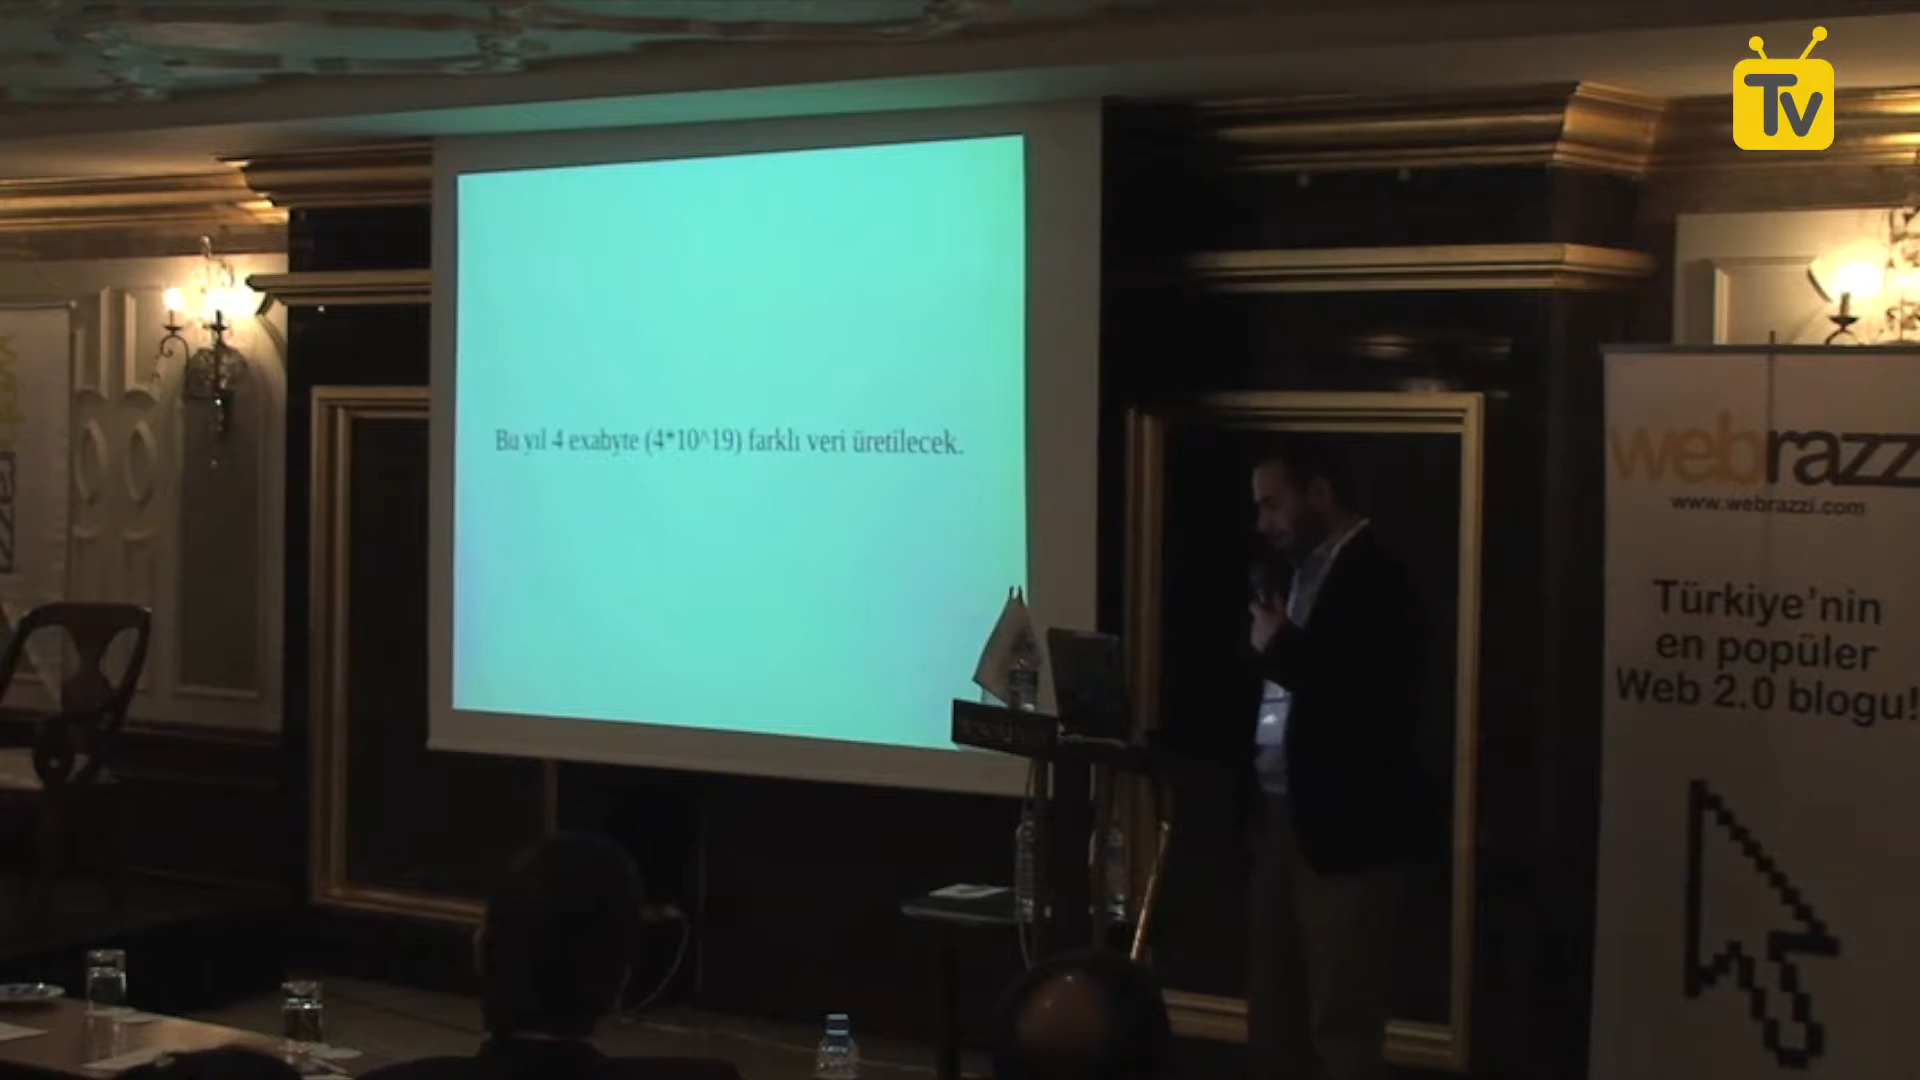 Tv
Bu yıl 4 exabyte (4*10^19) farklı veri üretilecek.
webrazz
www.webrazzi.com
Türkiye'nin
en popüler
Web 2.0 blogu!